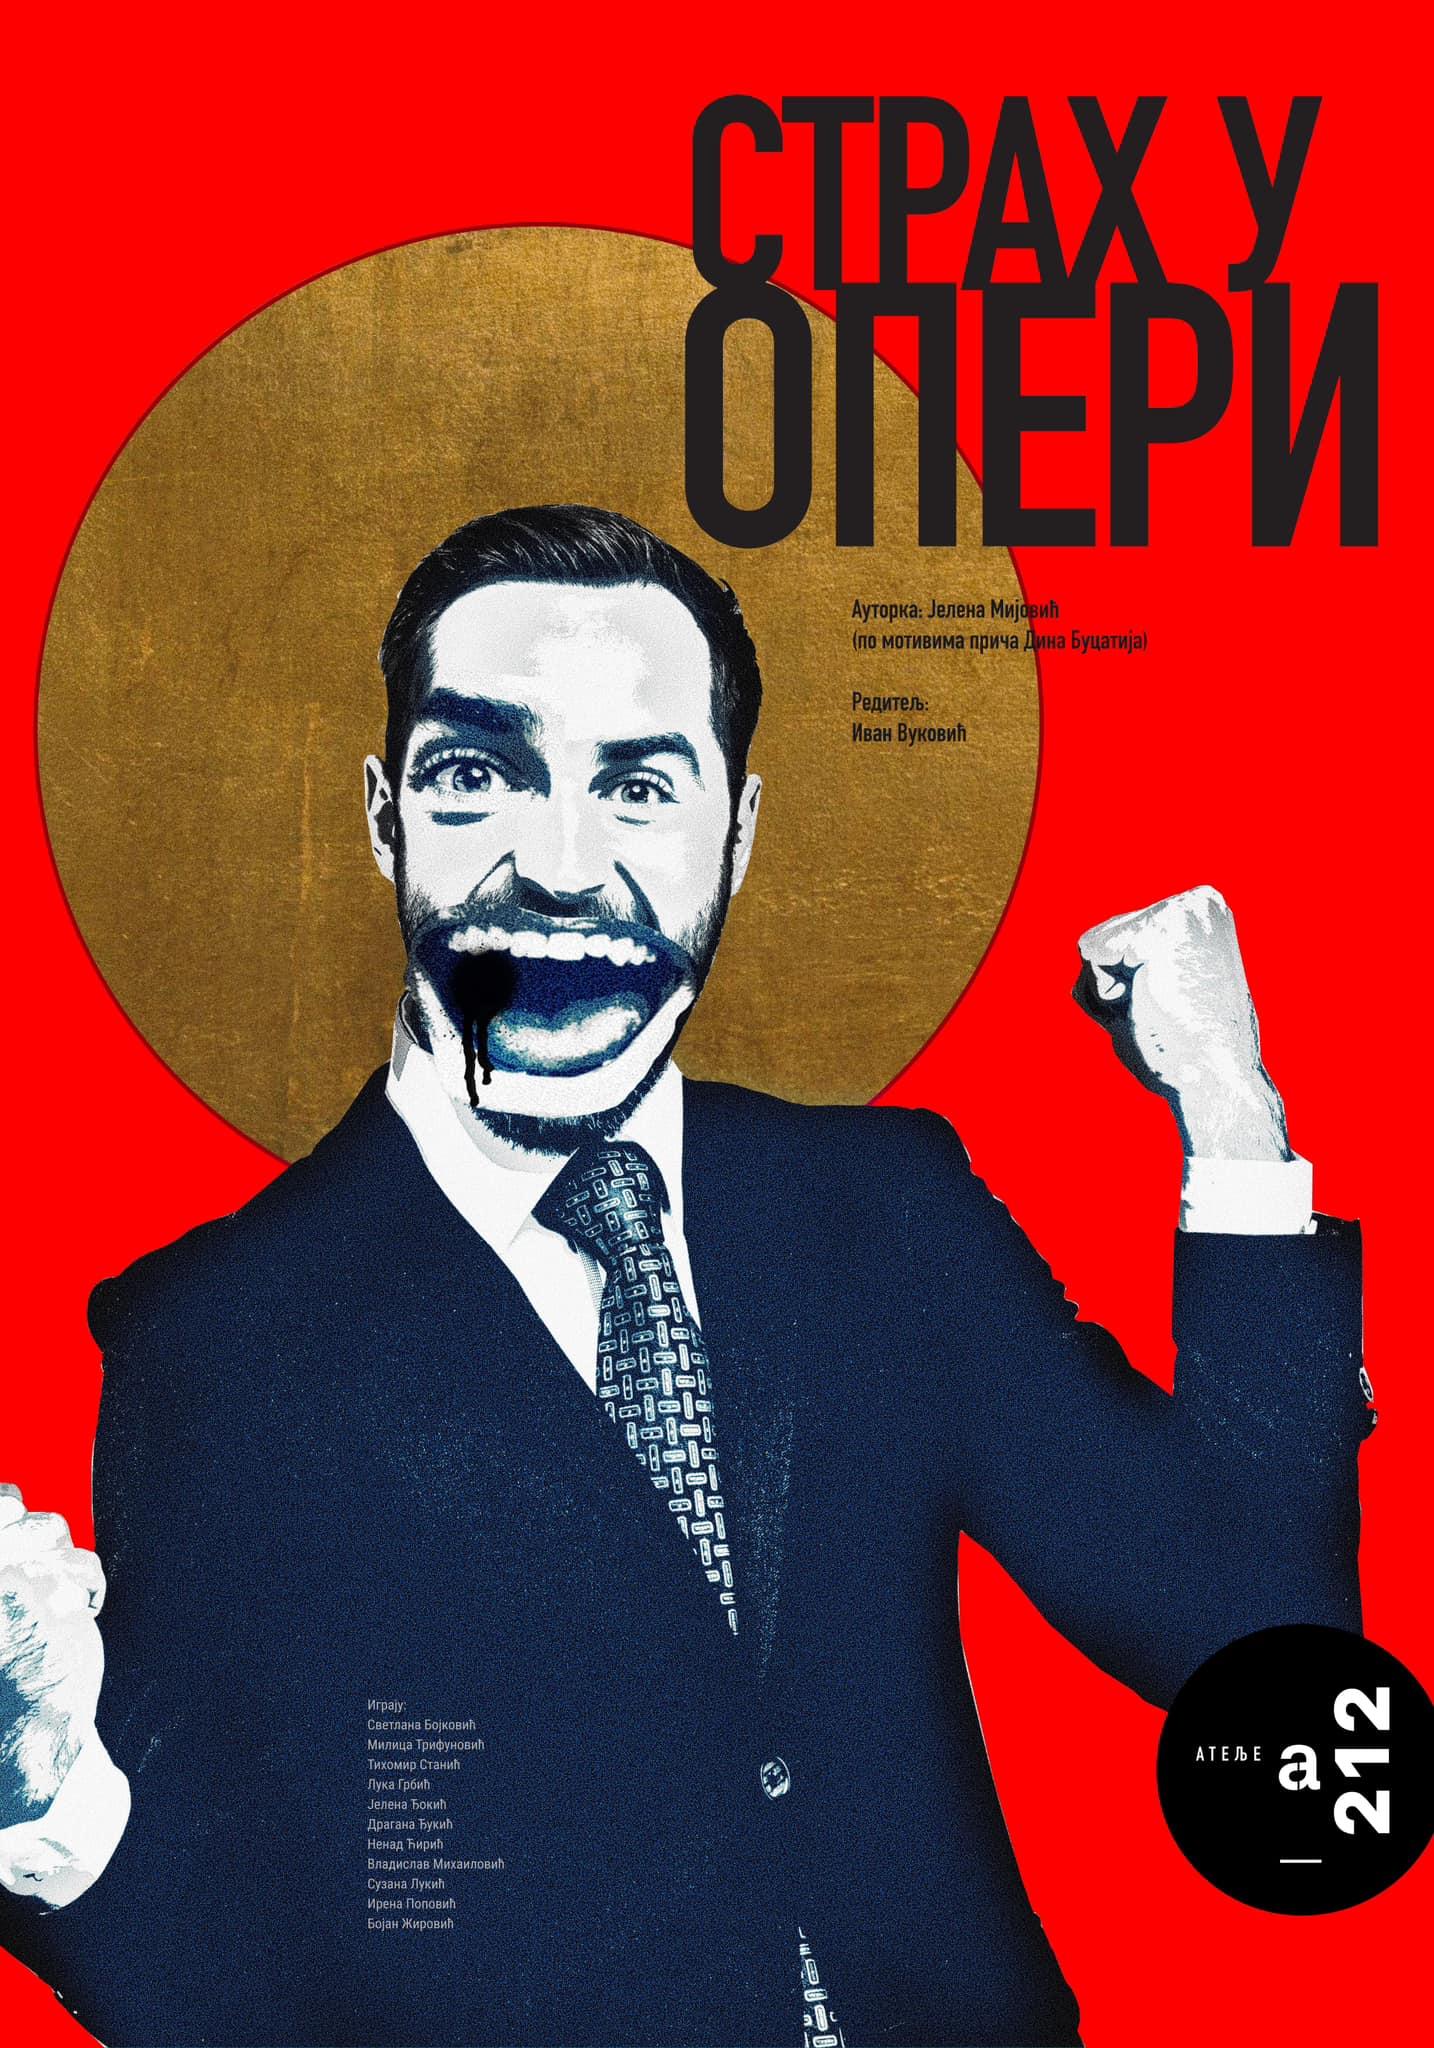 СТРАХ У
ОПЕРИ
Ауторка: Јелена Мијовић
(по мотивима прича Дина Буцатија)
Редитељ:
Иван Вуковић
Играју:
Светлана Бојковић
Милица Трифуновић
Тихомир Станић
Лука Грбић
Јелена Ђокић
Драгана Ђукић
Ненад Ћирић
Владислав Михаиловић
Сузана Лукић
Ирена Поповић
Бојан Жировић
АТЕЉЕ
a
212